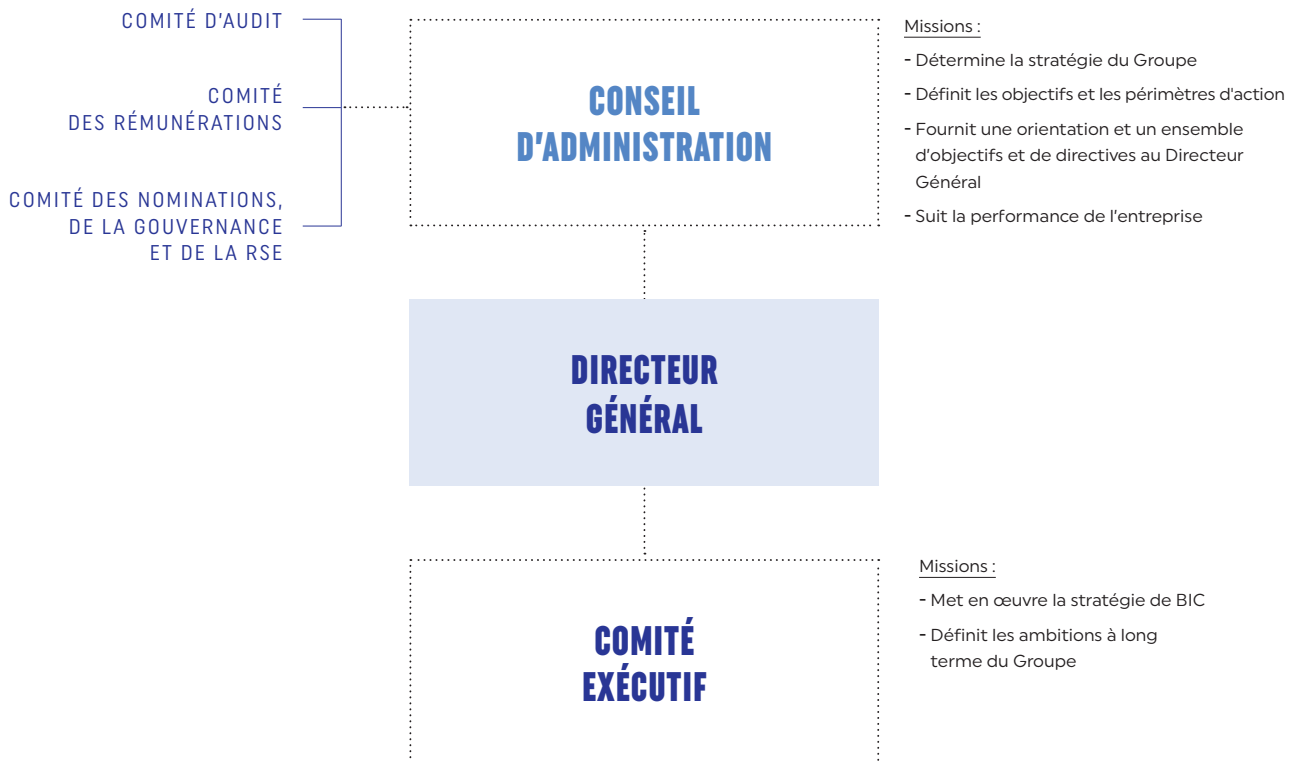 COMITÉ D'AUDIT
COMITÉ
DES RÉMUNÉRATIONS
COMITÉ DES NOMINATIONS,
DE LA GOUVERNANCE
ET DE LA RSE
CONSEIL
D'ADMINISTRATION
Missions :
- Détermine la stratégie du Groupe
- Définit les objectifs et les périmètres d'action
- Fournit une orientation et un ensemble
d'objectifs et de directives au Directeur
Général
- Suit la performance de l'entreprise
DIRECTEUR
GÉNÉRAL
COMITÉ
EXÉCUTIF
Missions :
- Met en œuvre la stratégie de BIC
- Définit les ambitions à long
terme du Groupe